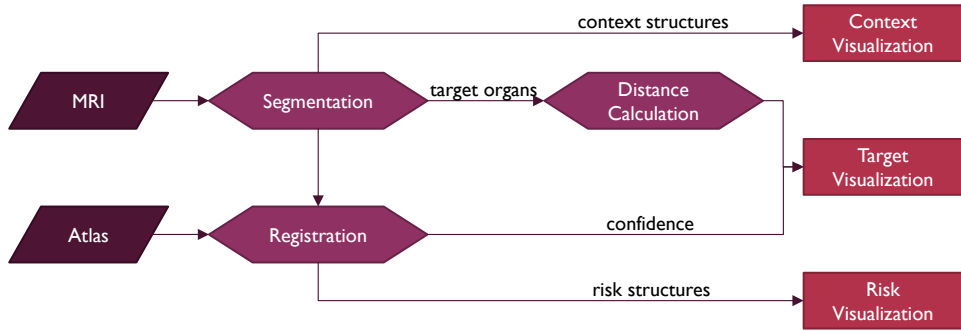 context structures
Context
Visualization
MRI
Segmentation
target organs
Distance
Calculation
Target
Visualization
Atlas
Registration
confidence
risk structures
Risk
Visualization